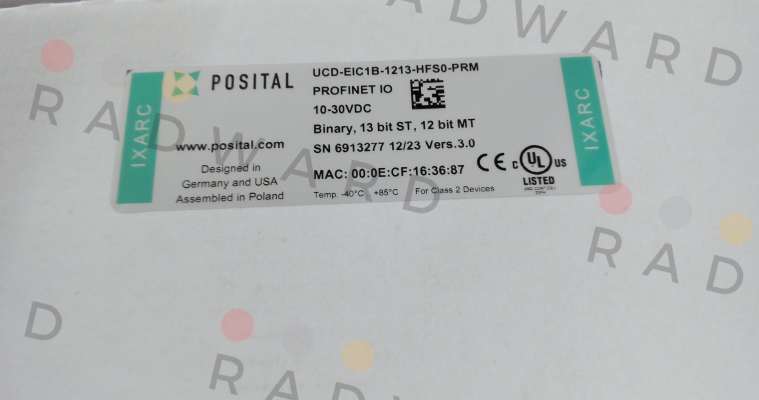 IXARC
POSITAL
www.posital.com
Designed in
Germany and USA
Assembled in Poland
UCD-EIC1B-1213-HFS0-PRM
PROFINET IO
10-30VDC
Binary, 13 bit ST, 12 bit MT
SN 6913277 12/23 Vers.3.0
MAC: 00:0E:CF:16:36:87
Temp. -40°C.. +85°C For Class 2 Devices
CE
c UL US
LISTED
IXARC
RADWARD
RADWARD
RAD
D
RADWARD